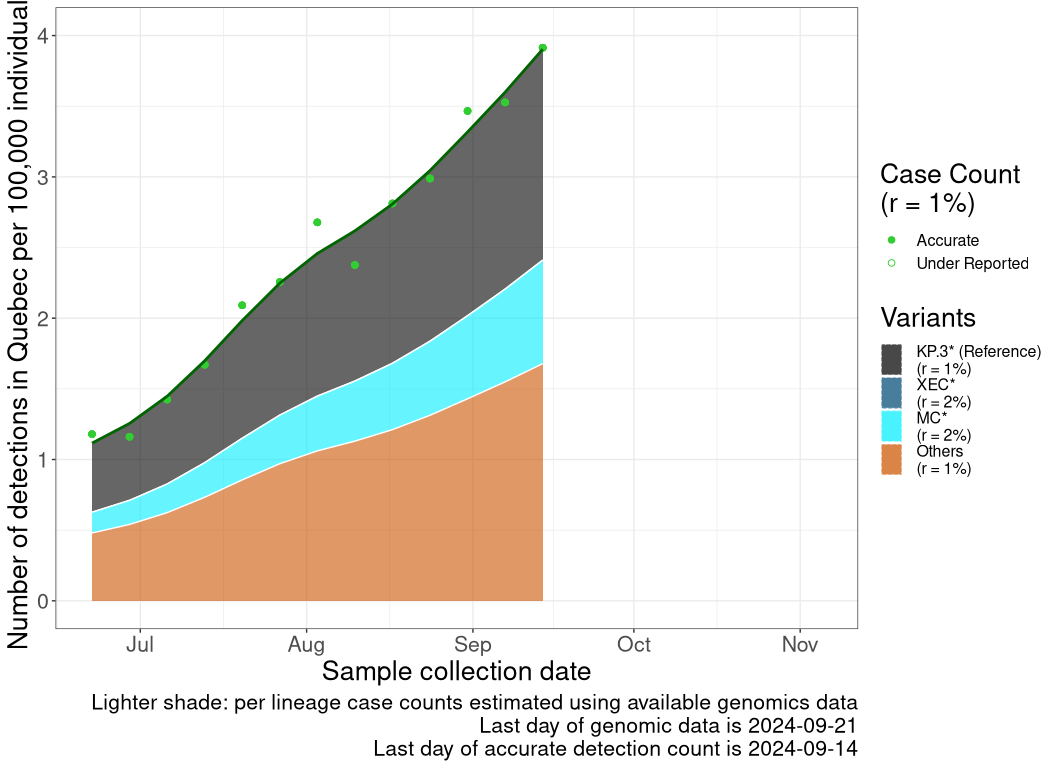 Number of detections in Quebec per 100,000 individual
4
3
2
1
0
Jul
Aug
Sep
Oct
Nov
Sample collection date
Lighter shade: per lineage case counts estimated using available genomics data
Last day of genomic data is 2024-09-21
Last day of accurate detection count is 2024-09-14
Case Count
(r = 1%)
Accurate
Under Reported
Variants
KP.3* (Reference)
(r = 1%)
XEC*
(r = 2%)
MC*
(r = 2%)
Others
(r = 1%)